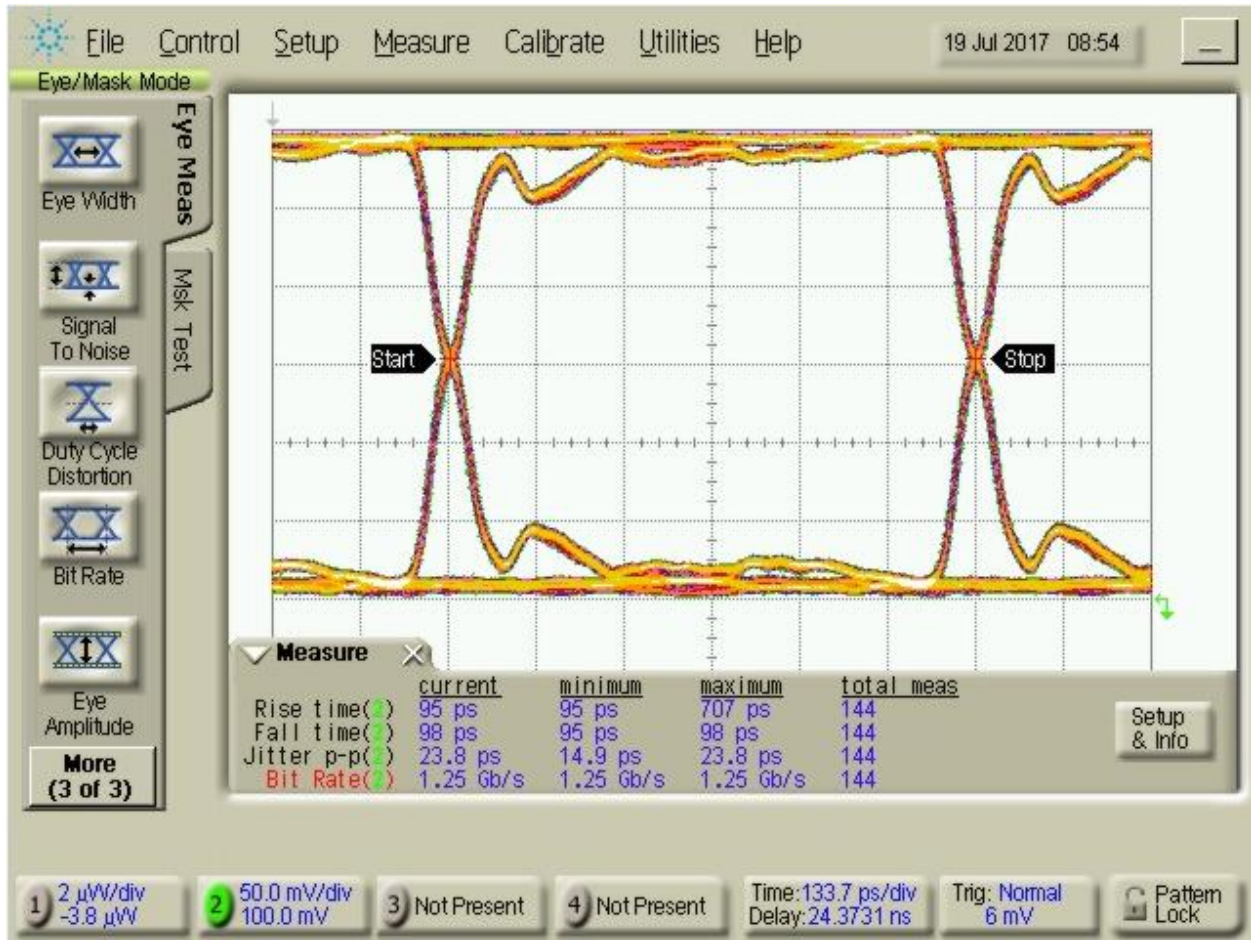 File Control Setup Measure Calibrate Utilities Help 19 Jul 2017 08:54
Eye/Mask Mode
Eye Meas
Msk Test
Eye Width
Signal
To Noise
Duty Cycle
Distortion
Bit Rate
Eye
Amplitude
More
(3 of 3)
Start
Stop
Measure
current minimum maximum total meas
Rise time(2) 95 ps 95 ps 707 ps 144
Fall time(2) 98 ps 95 ps 98 ps 144
Jitter p-p(2) 23.8 ps 14.9 ps 23.8 ps 144
Bit Rate(2) 1.25 Gb/s 1.25 Gb/s 1.25 Gb/s 144
Setup
& Info
1 2 µW/div
-3.8 µW
2 50.0 mV/div
100.0 mV
3 Not Present
4 Not Present
Time:133.7 ps/div
Delay:24.3731 ns
Trig: Normal
6 mV
Pattern
Lock